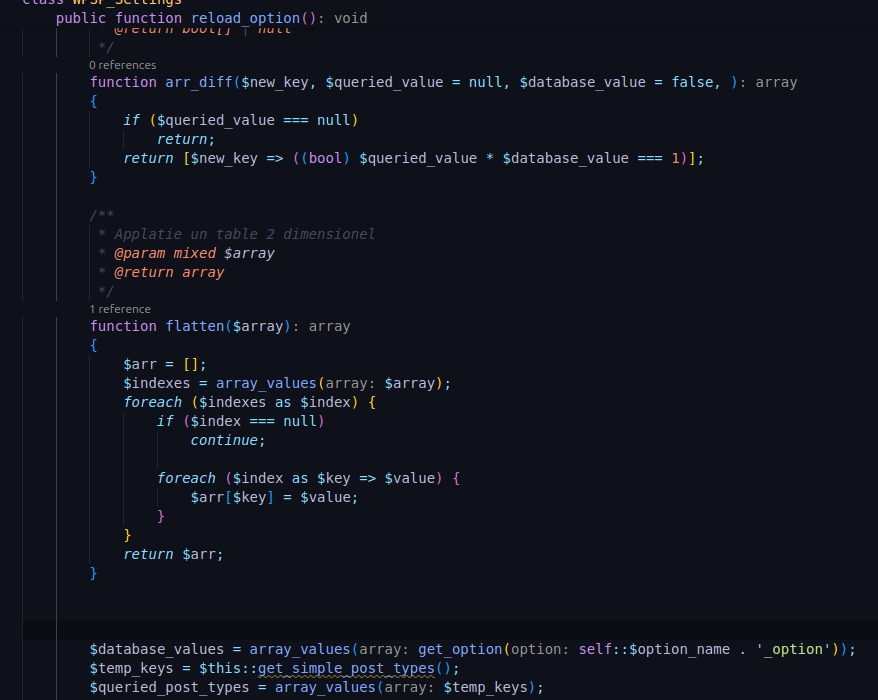 class WPSP_Settings
public function reload_option(): void
* @return bool[] | null
*/
0 references
function arr_diff($new_key, $queried_value = null, $database_value = false, ): array
{
if ($queried_value === null)
return;
return [$new_key => ((bool) $queried_value * $database_value === 1)];
}
/**
* Applatie un table 2 dimensionel
* @param mixed $array
* @return array
*/
1 reference
function flatten($array): array
{
$arr = [];
$indexes = array_values(array: $array);
foreach ($indexes as $index) {
if ($index === null)
continue;
foreach ($index as $key => $value) {
$arr[$key] = $value;
}
}
return $arr;
}
$database_values = array_values(array: get_option(option: self::$option_name . '_option'));
$temp_keys = $this::get_simple_post_types();
$queried_post_types = array_values(array: $temp_keys);